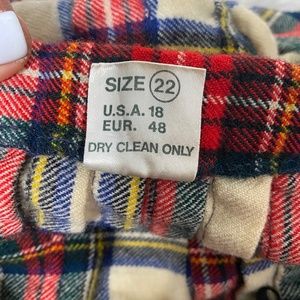 SIZE 22
U.S.A. 18
EUR. 48
DRY CLEAN ONLY